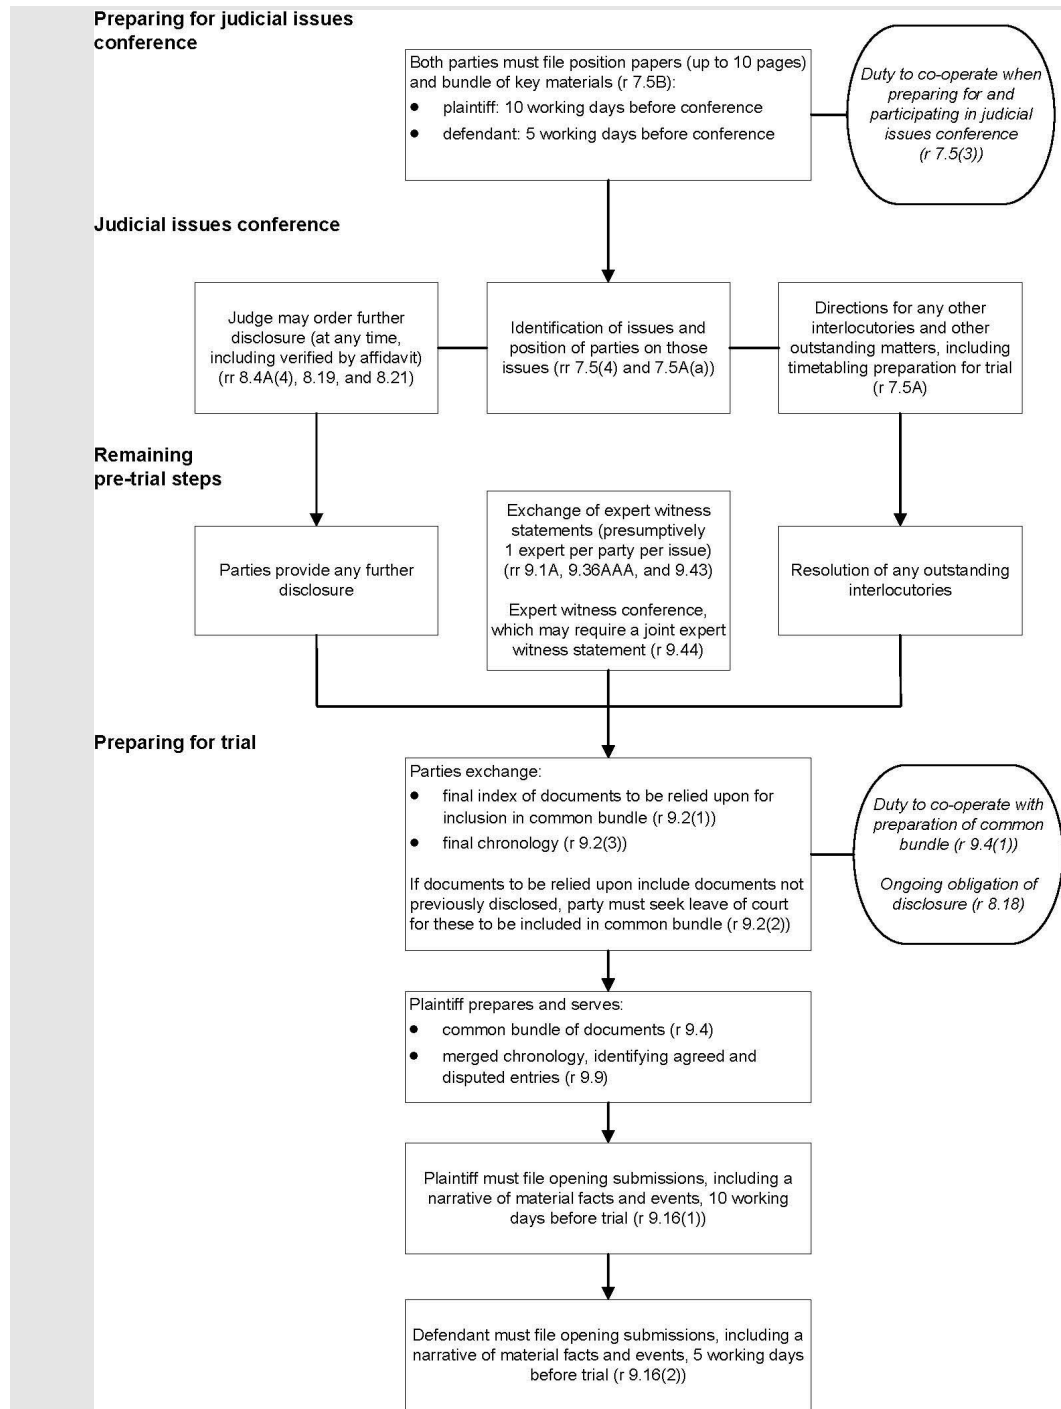 Preparing for judicial issues
conference
Both parties must file position papers (up to 10 pages)
and bundle of key materials (r 7.5B):
● plaintiff: 10 working days before conference
● defendant: 5 working days before conference
Duty to co-operate when
preparing for and
participating in judicial
issues conference
(r 7.5(3))
Judicial issues conference
Judge may order further
disclosure (at any time,
including verified by affidavit)
(rr 8.4A(4), 8.19, and 8.21)
Identification of issues and
position of parties on those
issues (rr 7.5(4) and 7.5A(a))
Directions for any other
interlocutories and other
outstanding matters, including
timetabling preparation for trial
(r 7.5A)
Remaining
pre-trial steps
Parties provide any further
disclosure
Exchange of expert witness
statements (presumptively
1 expert per party per issue)
(rr 9.1A, 9.36AAA, and 9.43)
Expert witness conference,
which may require a joint expert
witness statement (r 9.44)
Resolution of any outstanding
interlocutories
Preparing for trial
Parties exchange:
● final index of documents to be relied upon for
inclusion in common bundle (r 9.2(1))
● final chronology (r 9.2(3))
If documents to be relied upon include documents not
previously disclosed, party must seek leave of court
for these to be included in common bundle (r 9.2(2))
Duty to co-operate with
preparation of common
bundle (r 9.4(1))
Ongoing obligation of
disclosure (r 8.18)
Plaintiff prepares and serves:
● common bundle of documents (r 9.4)
● merged chronology, identifying agreed and
disputed entries (r 9.9)
Plaintiff must file opening submissions, including a
narrative of material facts and events, 10 working
days before trial (r 9.16(1))
Defendant must file opening submissions, including a
narrative of material facts and events, 5 working days
before trial (r 9.16(2))